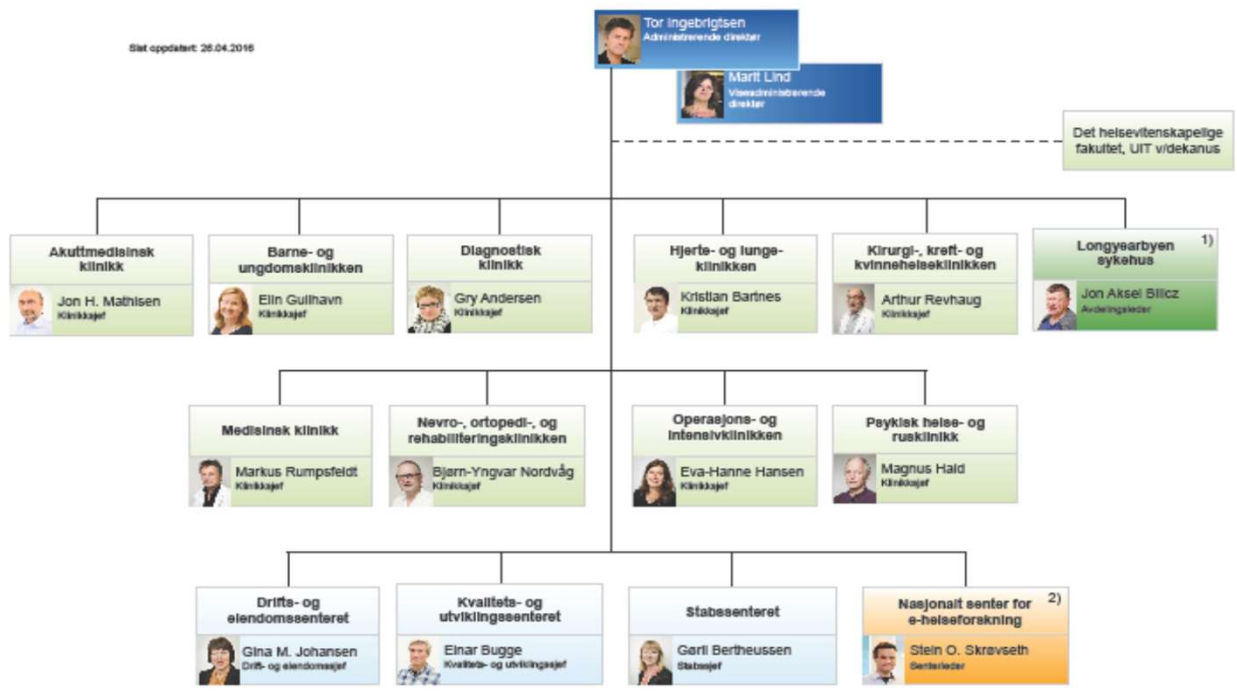 Tor Ingebrigtsen
Administrerende direktør
Sist oppdatert: 26.04.2016
Marit Lind
Viseadministrerende
direktør
Det helsevitenskapelige
fakultet, UIT v/dekanus
Akuttmedisinsk
klinikk
Jon H. Mathisen
Klinikksjef
Barne- og
ungdomsklinikken
Elin Gullhavn
Klinikksjef
Diagnostisk
klinikk
Gry Andersen
Klinikksjef
Hjerte- og lunge-
klinikken
Kristian Bartnes
Klinikksjef
Kirurgi-, kreft- og
kvinnehelseklinikken
Arthur Revhaug
Klinikksjef
Longyearbyen 1)
sykehus
Jon Aksel Bilicz
Avdelingsleder
Medisinsk klinikk
Markus Rumpsfeldt
Klinikksjef
Nevro-, ortopedi-, og
rehabiliteringsklinikken
Bjørn-Yngvar Nordvåg
Klinikksjef
Operasjons- og
intensivklinikken
Eva-Hanne Hansen
Klinikksjef
Psykisk helse- og
rusklinikk
Magnus Hald
Klinikksjef
Drifts- og
eiendomssenteret
Gina M. Johansen
Drift- og eiendomssjef
Kvalitets- og
utviklingssenteret
Einar Bugge
Kvalitets- og utviklingssjef
Stabssenteret
Gørli Bertheussen
Stabssjef
Nasjonalt senter for 2)
e-helseforskning
Stein O. Skrøvseth
Senterleder